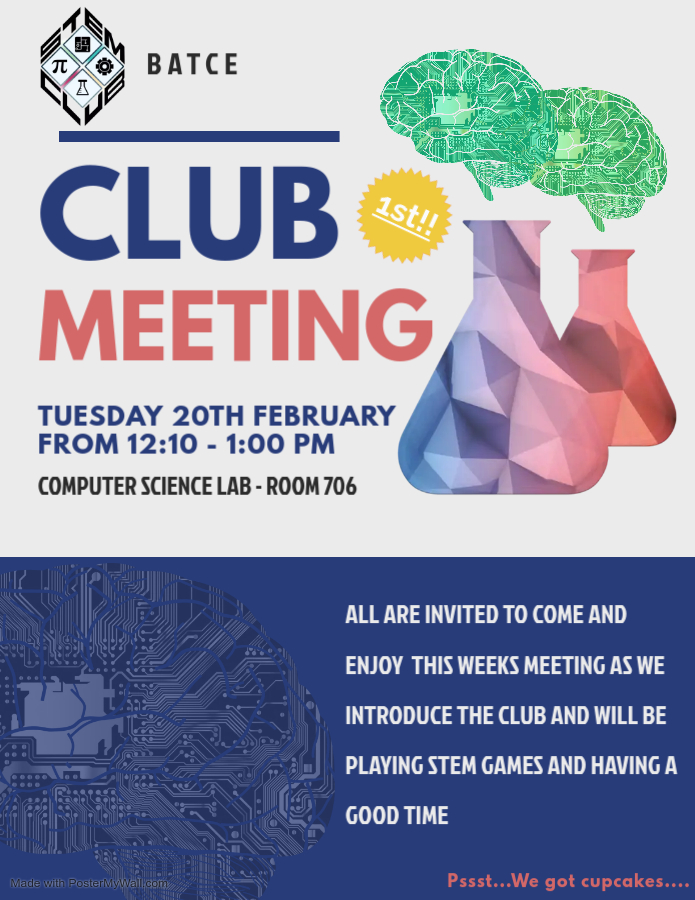 STEM
π
CLUB
BATCE
CLUB
1st!!
MEETING
TUESDAY 20TH FEBRUARY
FROM 12:10 - 1:00 PM
COMPUTER SCIENCE LAB - ROOM 706
ALL ARE INVITED TO COME AND
ENJOY THIS WEEKS MEETING AS WE
INTRODUCE THE CLUB AND WILL BE
PLAYING STEM GAMES AND HAVING A
GOOD TIME
Made with PosterMyWall.com
Pssst...We got cupcakes....